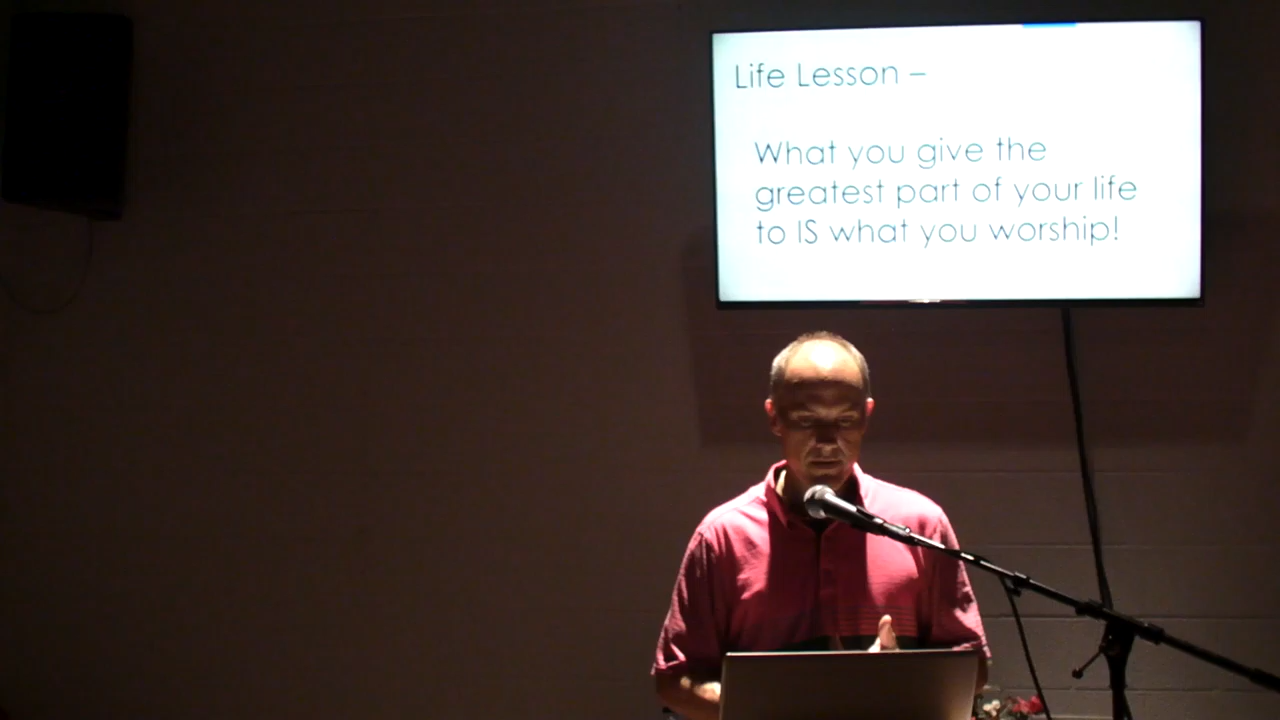 Life Lesson –
What you give the
greatest part of your life
to IS what you worship!